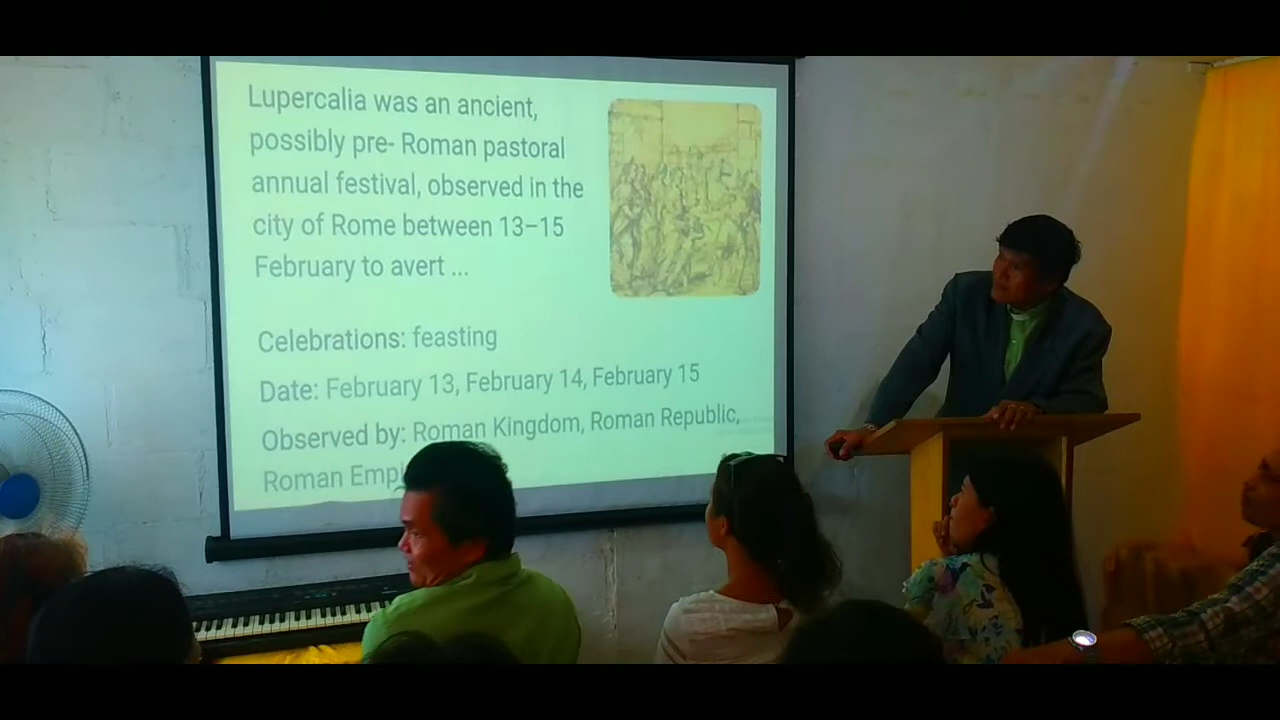 Lupercalia was an ancient,
possibly pre- Roman pastoral
annual festival, observed in the
city of Rome between 13–15
February to avert ...
Celebrations: feasting
Date: February 13, February 14, February 15
Observed by: Roman Kingdom, Roman Republic,
Roman Empi